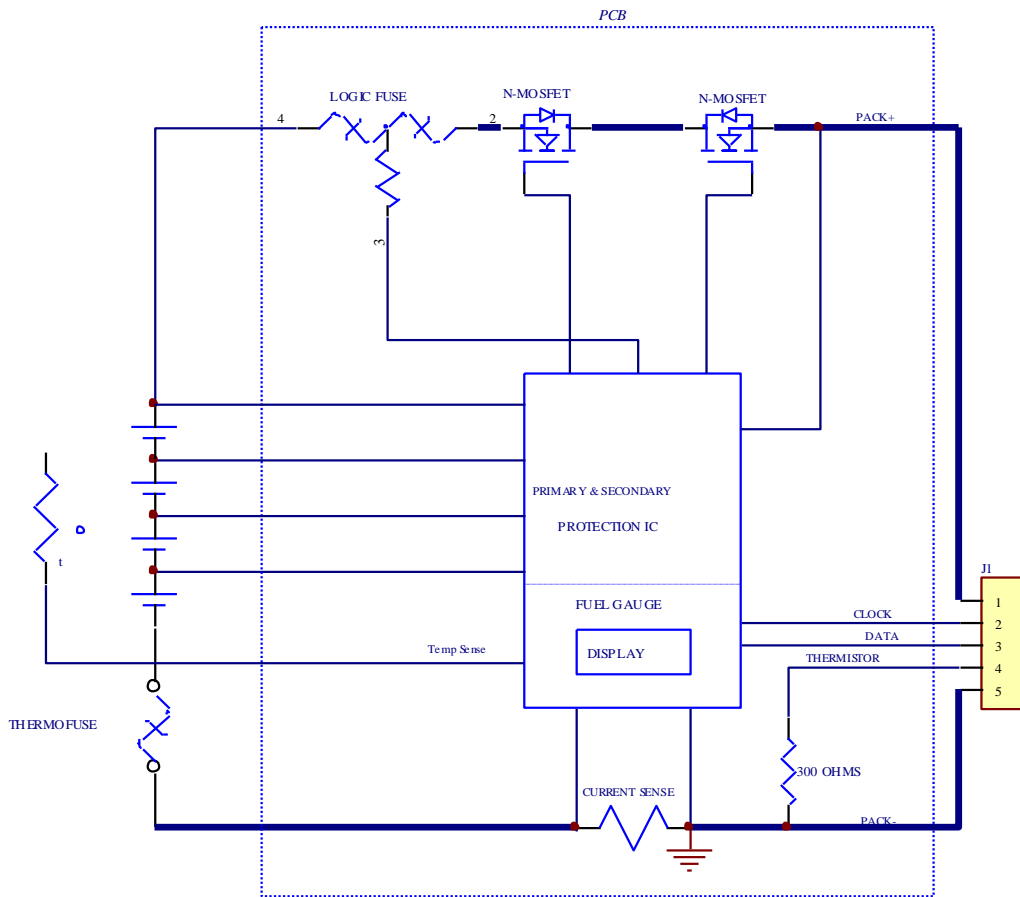 PCB
LOGIC FUSE
N-MOSFET
N-MOSFET
4
2
PACK+
3
PRIMARY & SECONDARY
PROTECTION IC
t
J1
FUEL GAUGE
1
CLOCK
2
DATA
3
Temp Sense
DISPLAY
THERMISTOR
4
5
THERMOFUSE
300 OHMS
CURRENT SENSE
PACK-